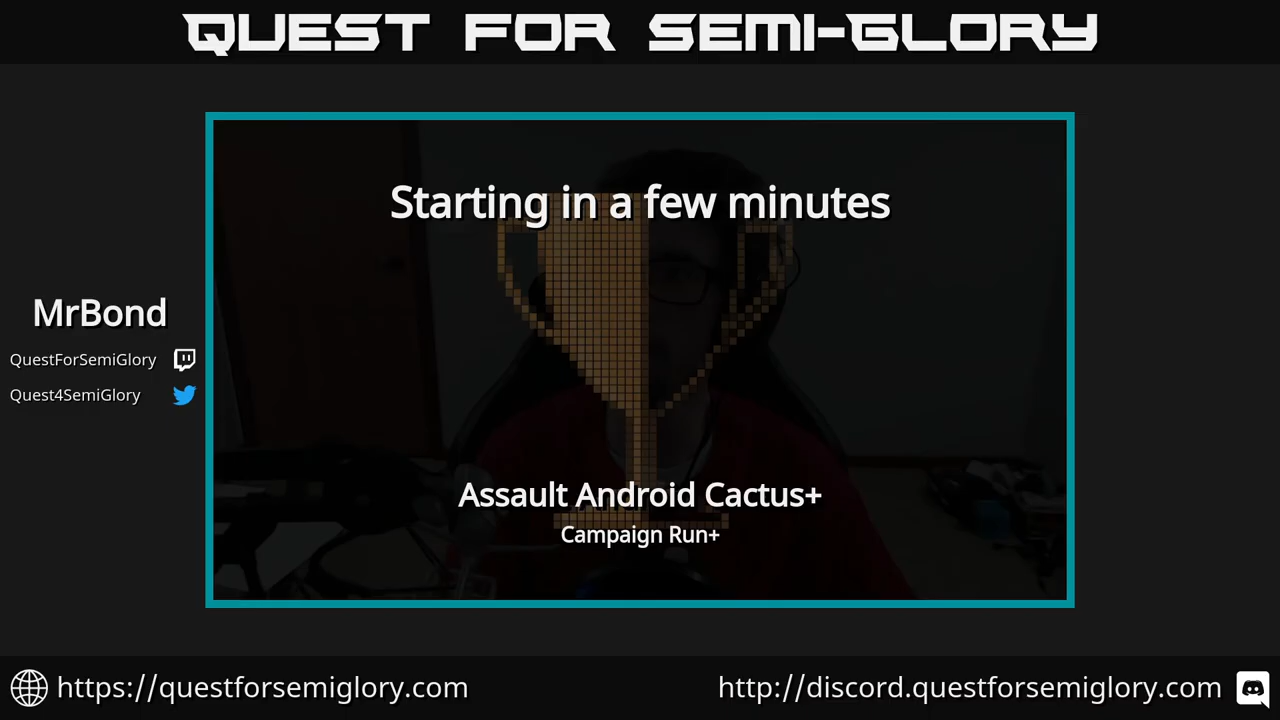 QUEST FOR SEMI-GLORY
Starting in a few minutes
MrBond
QuestForSemiGlory
Quest4SemiGlory
Assault Android Cactus+
Campaign Run+
https://questforsemiglory.com
http://discord.questforsemiglory.com